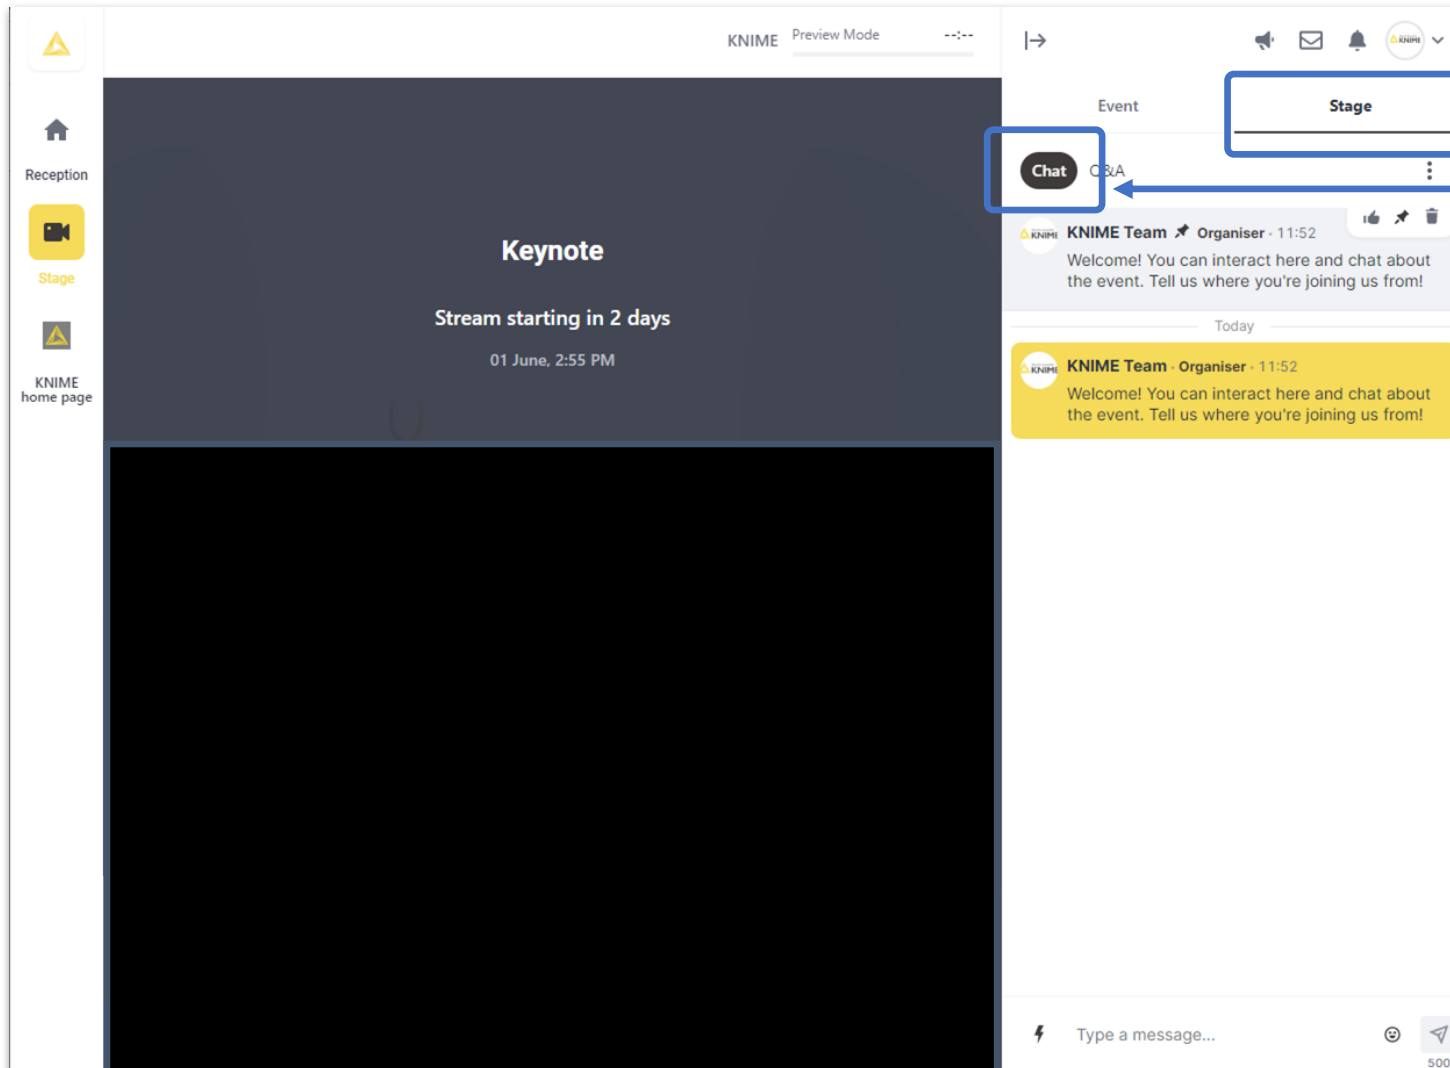 KNIME Preview Mode --:--
Reception
Stage
KNIME
home page
Keynote
Stream starting in 2 days
01 June, 2:55 PM
KNIME
Event Stage
Chat Q&A
KNIME KNIME Team Organiser · 11:52
Welcome! You can interact here and chat about
the event. Tell us where you're joining us from!
Today
KNIME KNIME Team · Organiser · 11:52
Welcome! You can interact here and chat about
the event. Tell us where you're joining us from!
Type a message...
500